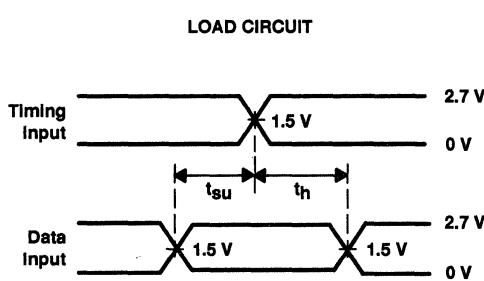 LOAD CIRCUIT
Timing
Input
2.7 V
1.5 V
0 V
tsu
th
Data
Input
2.7 V
1.5 V
1.5 V
0 V